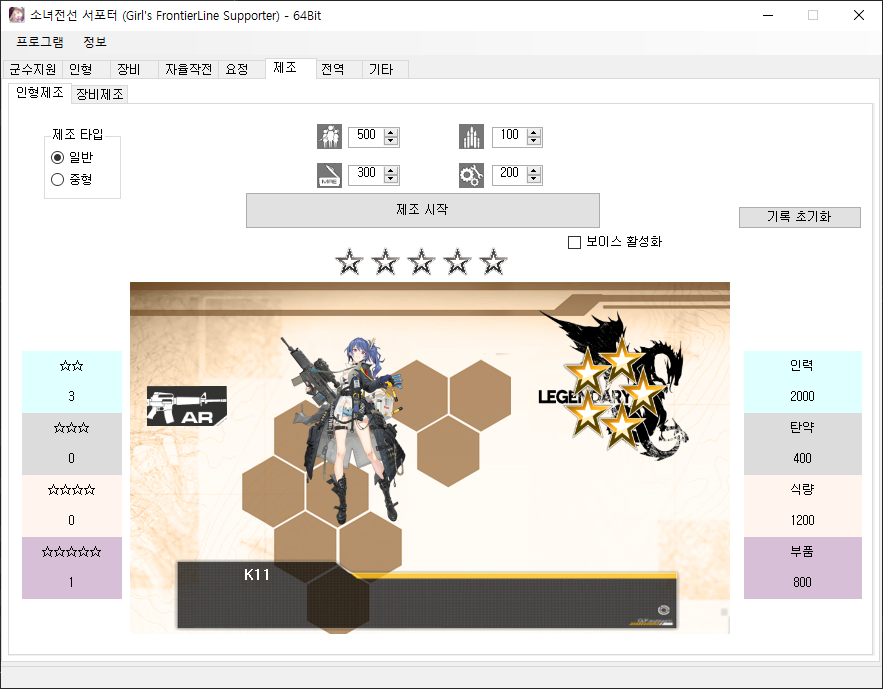 소녀전선 서포터 (Girl's FrontierLine Supporter) - 64Bit
프로그램 정보
군수지원 인형 장비 자율작전 요정 제조 전역 기타
인형제조 장비제조
제조 타입
일반
중형
500 100
MRE
300 200
제조 시작
기록 초기화
보이스 활성화
☆☆
3
☆☆☆
0
☆☆☆☆
0
☆☆☆☆☆
1
AR
LEGENDARY
K11
인력
2000
탄약
400
식량
1200
부품
800